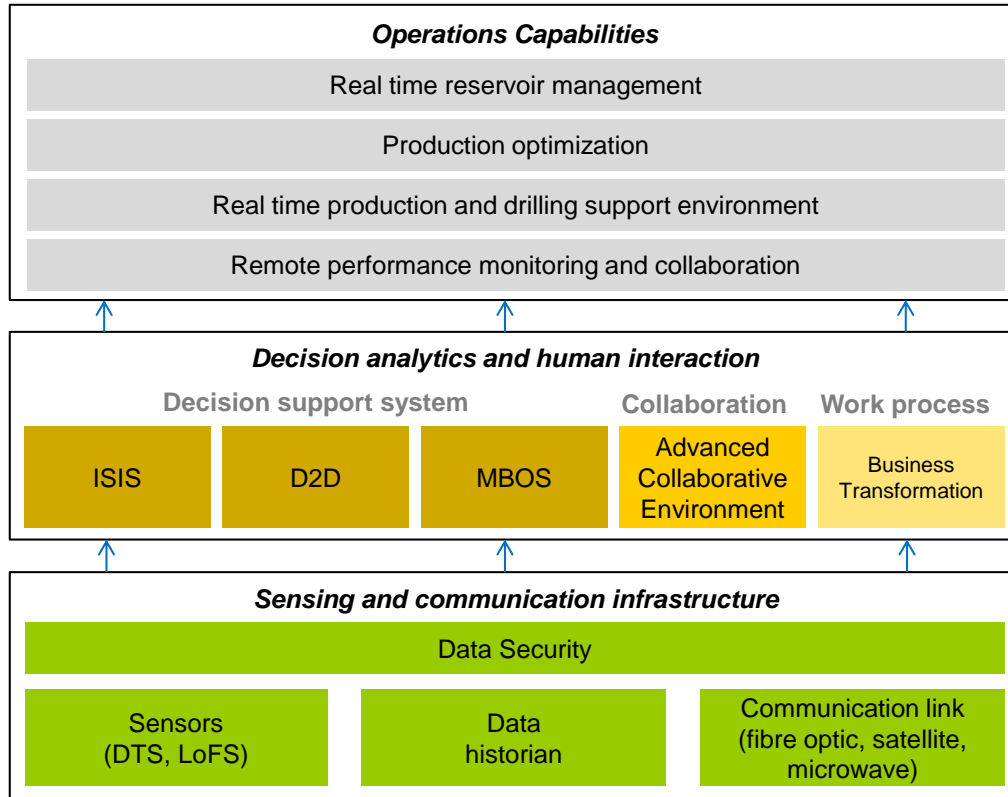 Operations Capabilities
Real time reservoir management
Production optimization
Real time production and drilling support environment
Remote performance monitoring and collaboration
Decision analytics and human interaction
Decision support system
Collaboration
Work process
ISIS
D2D
MBOS
Advanced
Collaborative
Environment
Business
Transformation
Sensing and communication infrastructure
Data Security
Sensors
(DTS, LoFS)
Data
historian
Communication link
(fibre optic, satellite,
microwave)